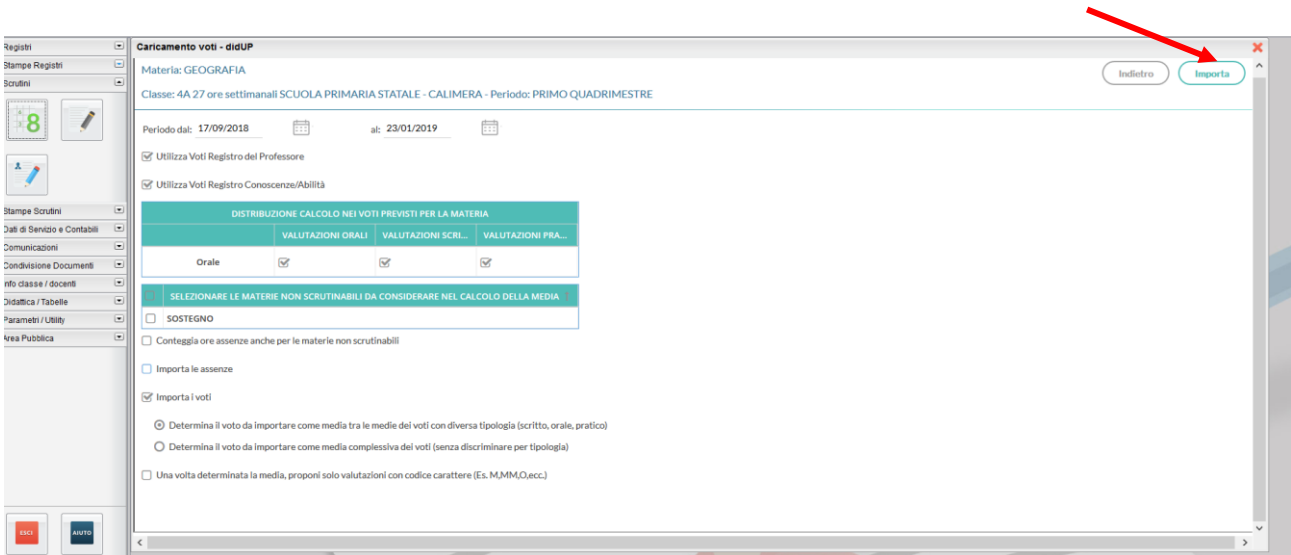 Registri
Stampe Registri
Scrutini
8
Stampe Scrutini
Dati di Servizio e Contabili
Comunicazioni
Condivisione Documenti
Info classe / docenti
Didattica / Tabelle
Parametri / Utility
Area Pubblica
ESCI
AIUTO
Caricamento voti - didUP
Materia: GEOGRAFIA
Indietro
Importa
Classe: 4A 27 ore settimanali SCUOLA PRIMARIA STATALE - CALIMERA - Periodo: PRIMO QUADRIMESTRE
Periodo dal: 17/09/2018 al: 23/01/2019
Utilizza Voti Registro del Professore
Utilizza Voti Registro Conoscenze/Abilità
DISTRIBUZIONE CALCOLO NEI VOTI PREVISTI PER LA MATERIA
VALUTAZIONI ORALI VALUTAZIONI SCRI... VALUTAZIONI PRA...
Orale
SELEZIONARE LE MATERIE NON SCRUTINABILI DA CONSIDERARE NEL CALCOLO DELLA MEDIA
SOSTEGNO
Conteggia ore assenze anche per le materie non scrutinabili
Importa le assenze
Importa i voti
Determina il voto da importare come media tra le medie dei voti con diversa tipologia (scritto, orale, pratico)
Determina il voto da importare come media complessiva dei voti (senza discriminare per tipologia)
Una volta determinata la media, proponi solo valutazioni con codice carattere (Es. M,MM,O,ecc.)